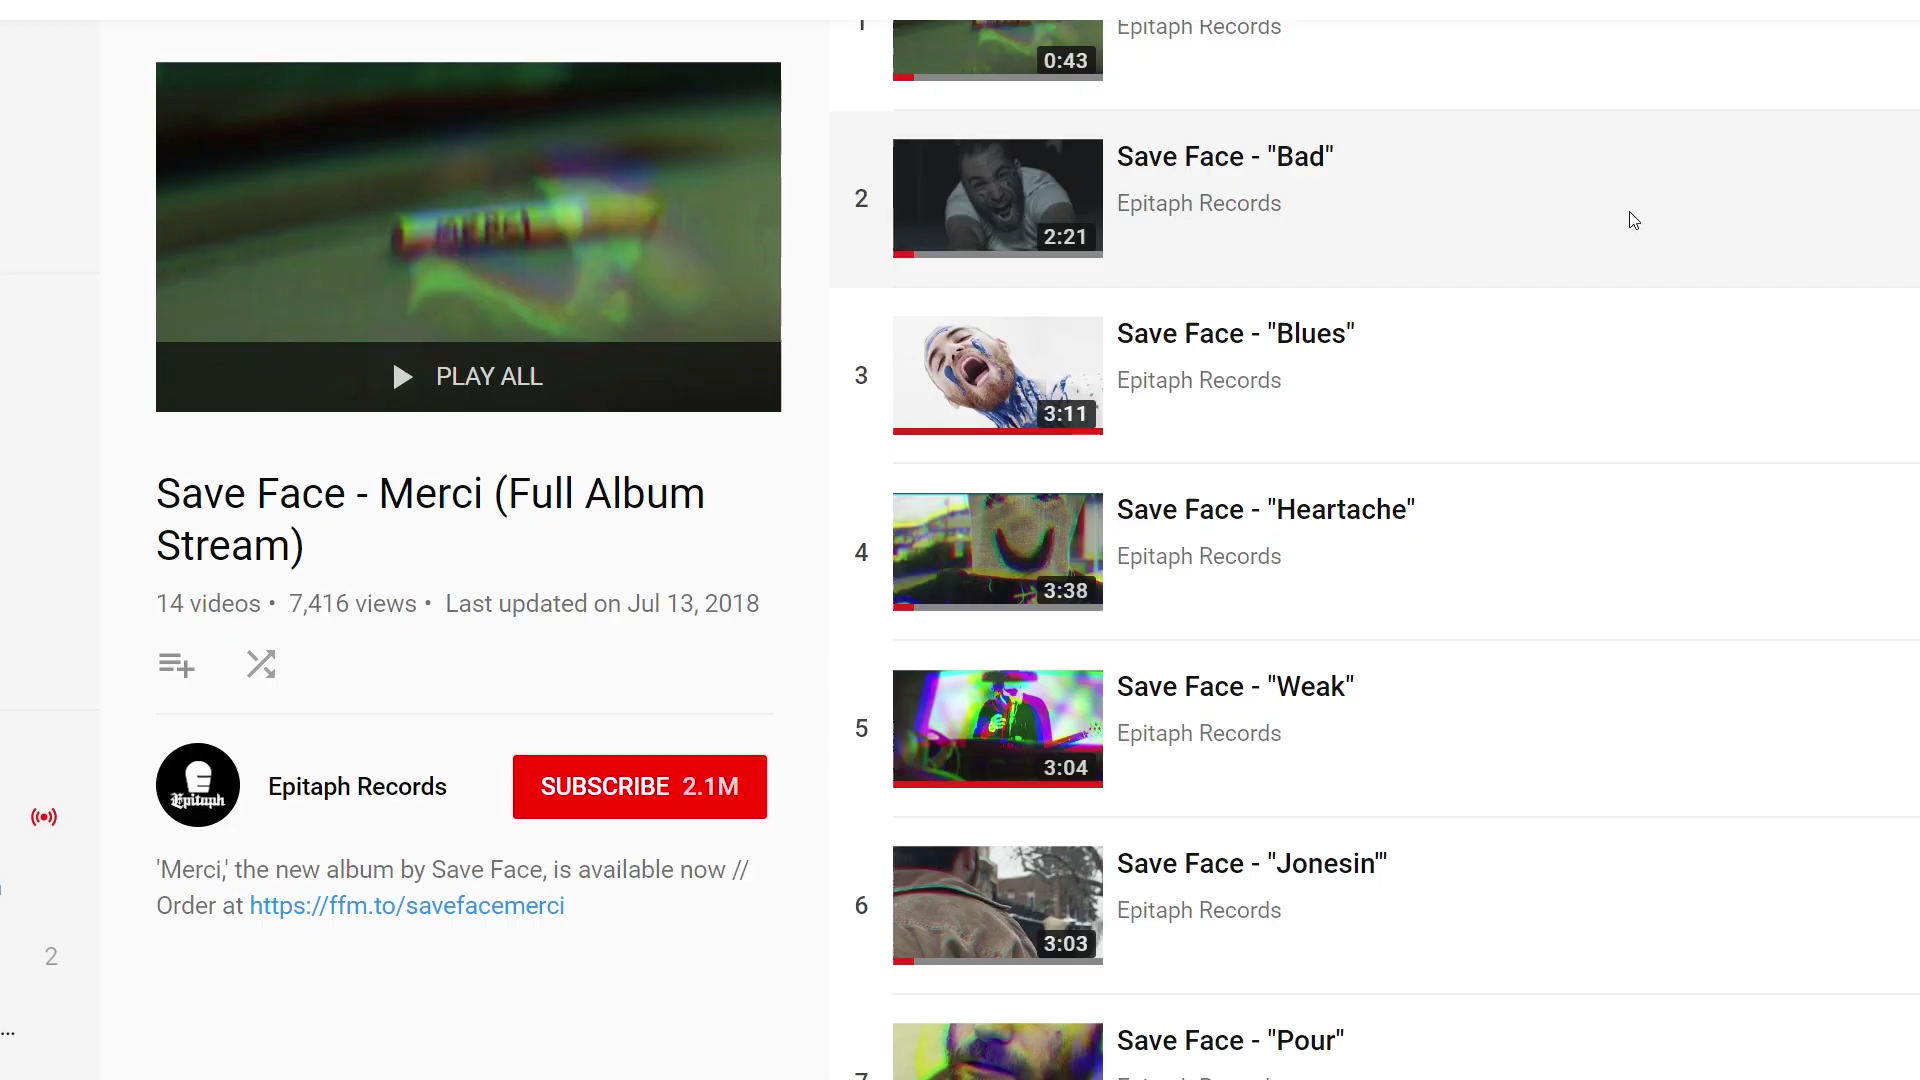 PLAY ALL
Save Face - Merci (Full Album
Stream)
14 videos • 7,416 views • Last updated on Jul 13, 2018
Epitaph
Epitaph Records
SUBSCRIBE 2.1M
'Merci,' the new album by Save Face, is available now //
Order at https://ffm.to/savefacemerci
2
...
1
0:43
Epitaph Records
2
2:21
Save Face - "Bad"
Epitaph Records
3
3:11
Save Face - "Blues"
Epitaph Records
4
3:38
Save Face - "Heartache"
Epitaph Records
5
3:04
Save Face - "Weak"
Epitaph Records
6
3:03
Save Face - "Jonesin'"
Epitaph Records
7
Save Face - "Pour"